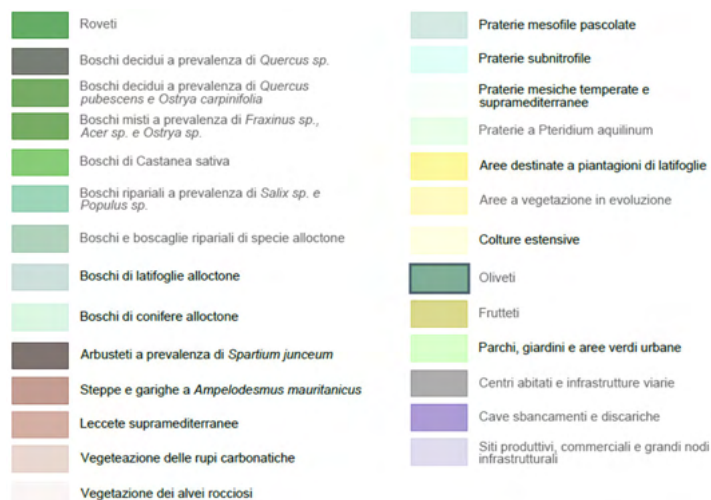 Roveti
Boschi decidui a prevalenza di Quercus sp.
Boschi decidui a prevalenza di Quercus
pubescens e Ostrya carpinifolia
Boschi misti a prevalenza di Fraxinus sp.,
Acer sp. e Ostrya sp.
Boschi di Castanea sativa
Boschi ripariali a prevalenza di Salix sp. e
Populus sp.
Boschi e boscaglie ripariali di specie alloctone
Boschi di latifoglie alloctone
Boschi di conifere alloctone
Arbusteti a prevalenza di Spartium junceum
Steppe e garighe a Ampelodesmus mauritanicus
Leccete supramediterranee
Vegeteazione delle rupi carbonatiche
Vegetazione dei alvei rocciosi
Praterie mesofile pascolate
Praterie subnitrofile
Praterie mesiche temperate e
supramediterranee
Praterie a Pteridium aquilinum
Aree destinate a piantagioni di latifoglie
Aree a vegetazione in evoluzione
Colture estensive
Oliveti
Frutteti
Parchi, giardini e aree verdi urbane
Centri abitati e infrastrutture viarie
Cave sbancamenti e discariche
Siti produttivi, commerciali e grandi nodi
infrastrutturali